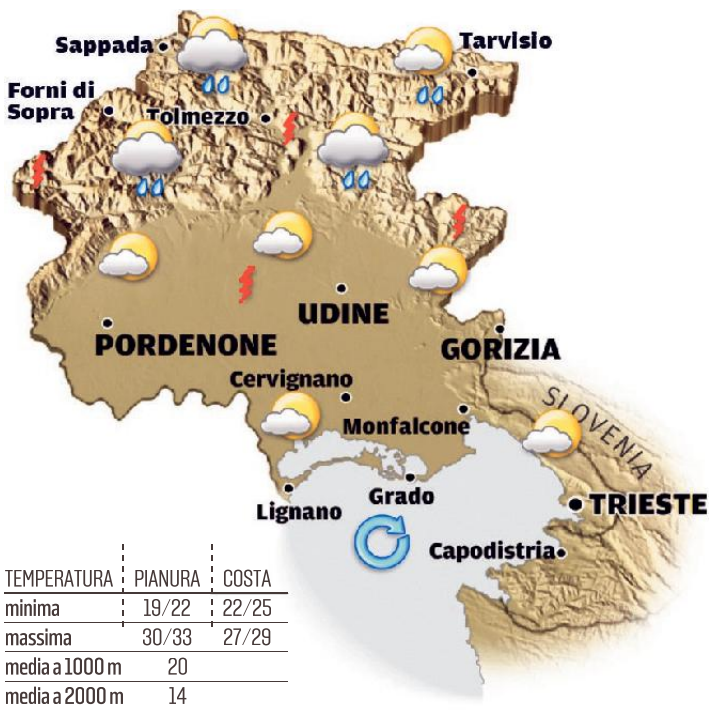 Sappada
Tarvisio
Forni di
Sopra
Tolmezzo
UDINE
PORDENONE
GORIZIA
Cervignano
SLOVENIA
Monfalcone
Grado
Lignano
TRIESTE
Capodistria
TEMPERATURA PIANURA COSTA
minima 19/22 22/25
massima 30/33 27/29
media a 1000 m 20
media a 2000 m 14